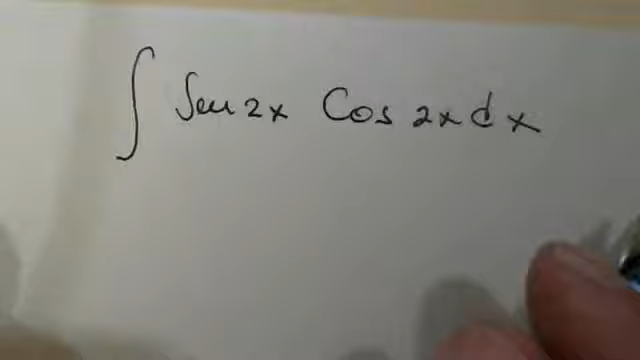 ∫ Sen 2x Cos 2x dx